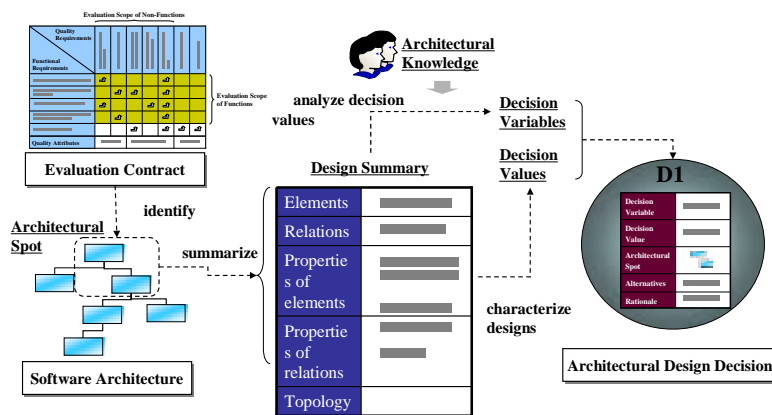 Evaluation Scope of Non-Functions
Quality
Requirements
Functional
Requirements
Quality Attributes
Evaluation Scope
of Functions
Evaluation Contract
identify
Architectural
Spot
summarize
Software Architecture
Architectural
Knowledge
analyze decision
values
Design Summary
Elements
Relations
Propertie
s of
elements
Propertie
s of
relations
Topology
Decision
Variables
Decision
Values
characterize
designs
D1
Decision
Variable
Decision
Value
Architectural
Spot
Alternatives
Rationale
Architectural Design Decision